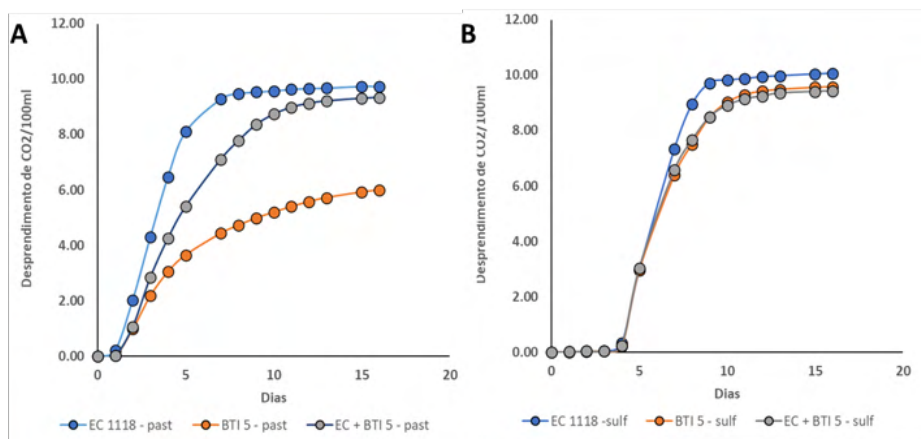 A
12.00
10.00
8.00
6.00
4.00
2.00
0.00
Desprendimento de CO2/100ml
0 5 10 15 20
Dias
EC 1118 - past BTI 5 - past EC + BTI 5 - past
B
12.00
10.00
8.00
6.00
4.00
2.00
0.00
Desprendimento de CO2/100ml
0 5 10 15 20
Dias
EC 1118 -sulf BTI 5 - sulf EC + BTI 5 - sulf